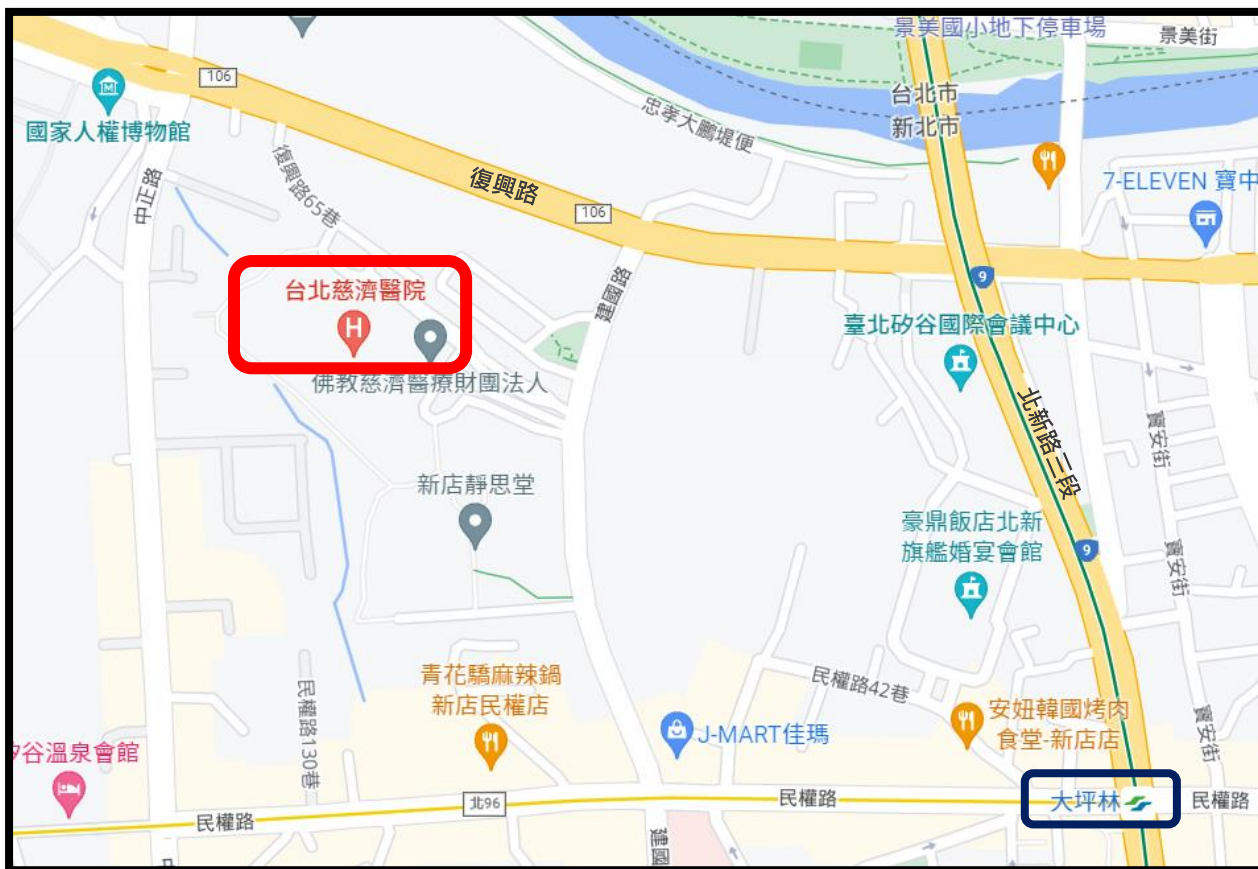 景美國小地下停車場
景美街
106
國家人權博物館
台北市
新北市
忠孝大鵬堤便
復興路65巷
復興路
106
7-ELEVEN 寶中
中正路
9
建國路
台北慈濟醫院
H
臺北矽谷國際會議中心
佛教慈濟醫療財團法人
北新路二段
寶安街
新店靜思堂
豪鼎飯店北新
旗艦婚宴會館
9
寶安街
青花驕麻辣鍋
新店民權店
民權路130巷
民權路42巷
安妞韓國烤肉
食堂-新店店
J-MART佳瑪
寶安街
谷溫泉會館
北96
民權路
大坪林
民權路
民權路
建國